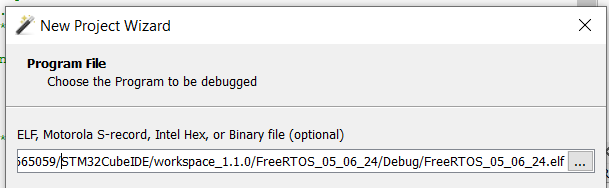 New Project Wizard
Program File
Choose the Program to be debugged
ELF, Motorola S-record, Intel Hex, or Binary file (optional)
565059/STM32CubeIDE/workspace_1.1.0/FreeRTOS_05_06_24/Debug/FreeRTOS_05_06_24.elf
...